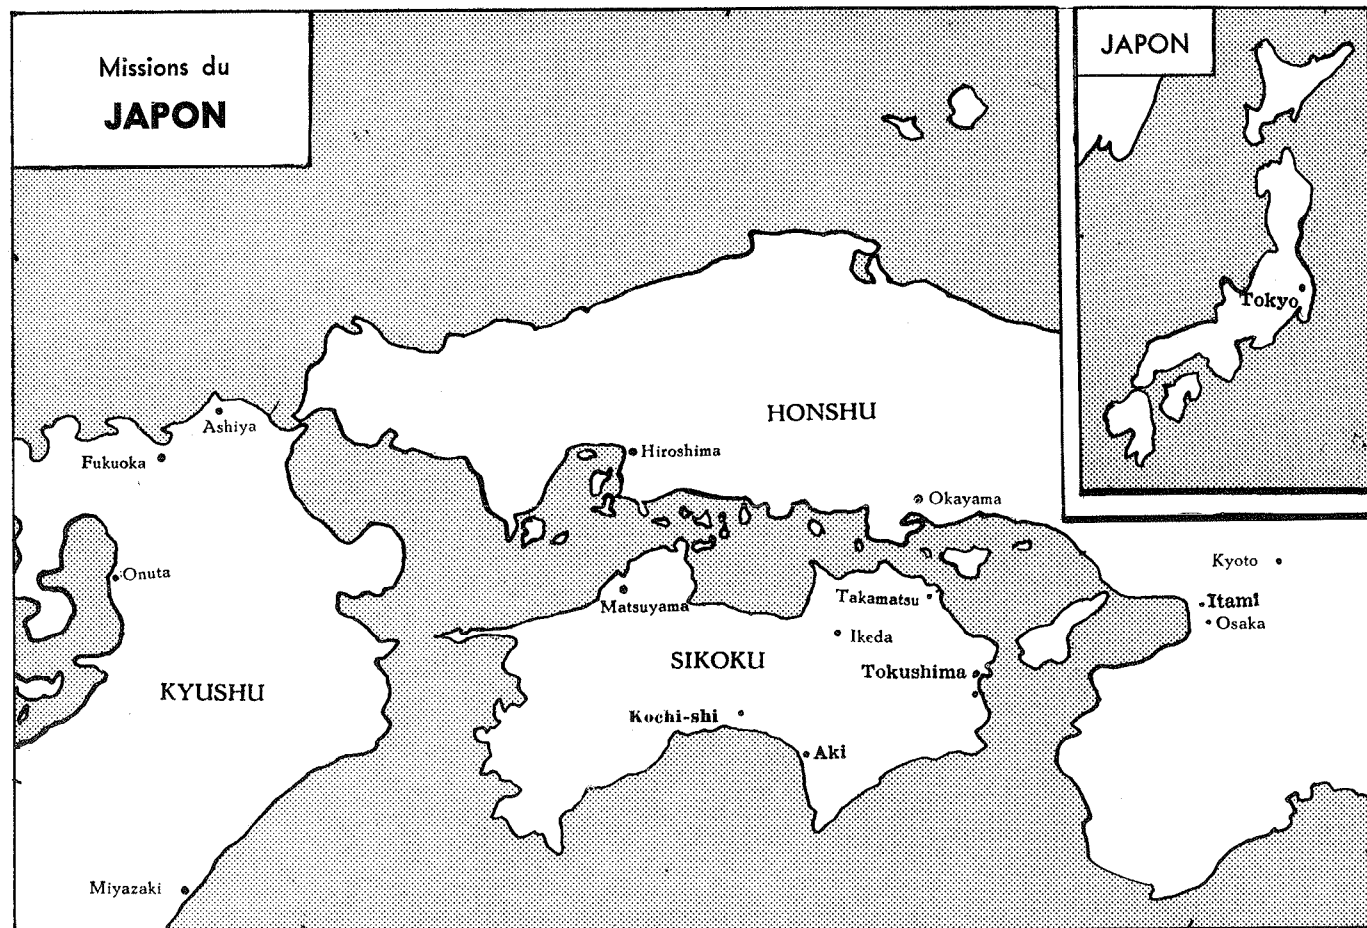 Missions du
JAPON
JAPON
Tokyo
HONSHU
Ashiya
Fukuoka
Hiroshima
Okayama
Kyoto
Onuta
Matsuyama
Takamatsu
Itami
Osaka
Ikeda
SIKOKU
Tokushima
KYUSHU
Kochi-shi
Aki
Miyazaki